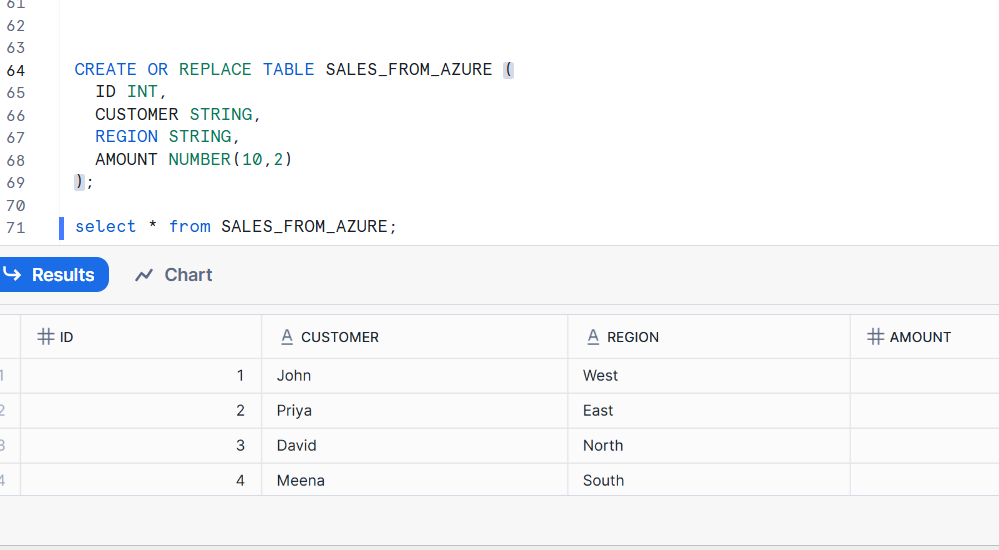 61
62
63
64 CREATE OR REPLACE TABLE SALES_FROM_AZURE (
65 ID INT,
66 CUSTOMER STRING,
67 REGION STRING,
68 AMOUNT NUMBER(10,2)
69 );
70
71 select * from SALES_FROM_AZURE;
Results Chart
ID CUSTOMER REGION AMOUNT
1 1 John West
2 2 Priya East
3 3 David North
4 4 Meena South